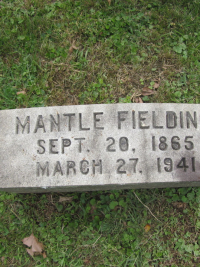 MANTLE FIELDIN
SEPT. 20, 1865
MARCH 27. 1941